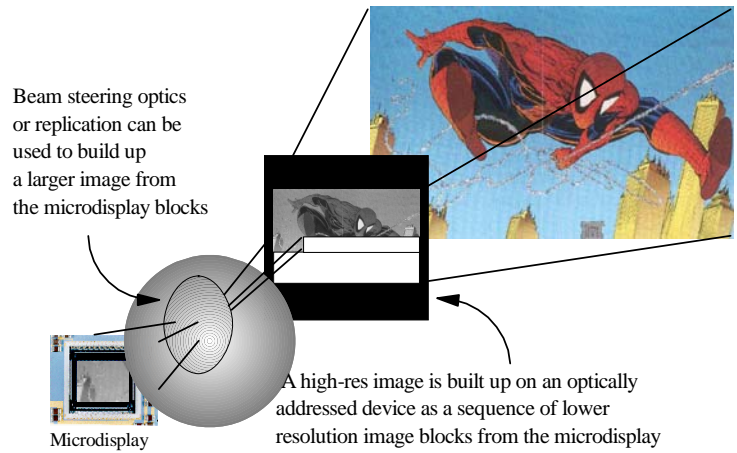 Beam steering optics
or replication can be
used to build up
a larger image from
the microdisplay blocks
A high-res image is built up on an optically
addressed device as a sequence of lower
resolution image blocks from the microdisplay
Microdisplay